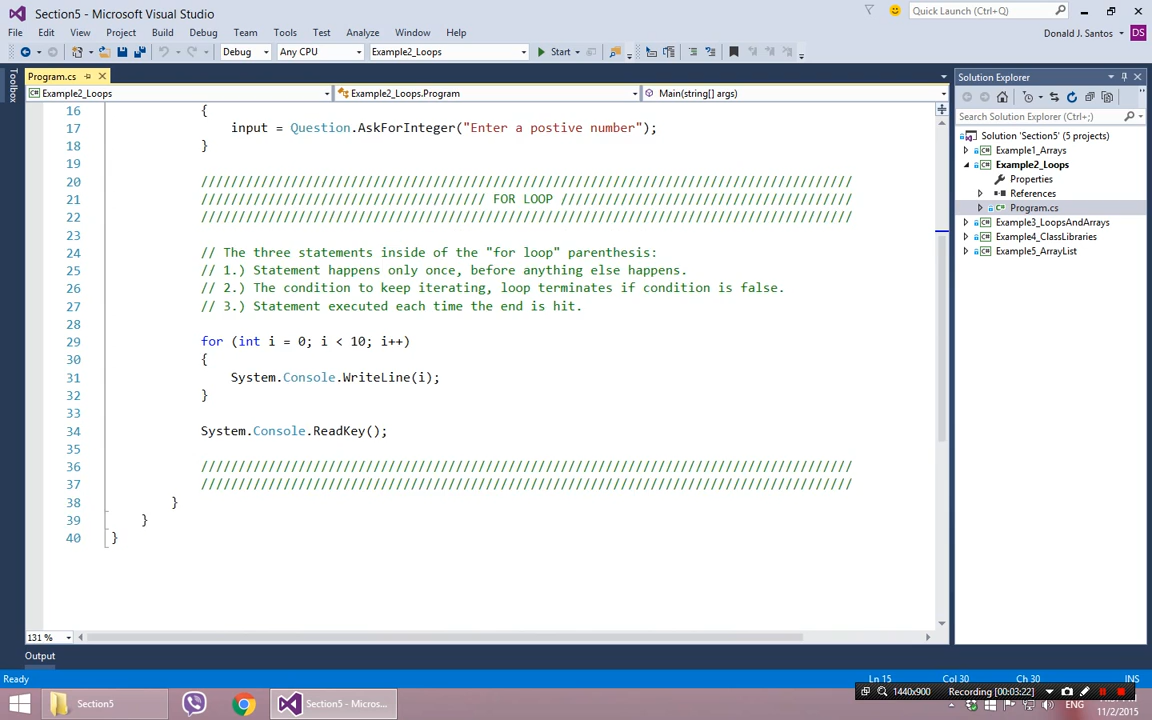 Section5 - Microsoft Visual Studio
Quick Launch (Ctrl+Q)
File Edit View Project Build Debug Team Tools Test Analyze Window Help
Donald J. Santos DS
Debug Any CPU Example2_Loops Start
Toolbox
Program.cs
Example2_Loops Example2_Loops.Program Main(string[] args)
16 {
17 input = Question.AskForInteger("Enter a postive number");
18 }
19
20 ////////////////////////////////////////////////////////////////////////////////////////
21 ////////////////////////////////////// FOR LOOP ///////////////////////////////////////
22 ////////////////////////////////////////////////////////////////////////////////////////
23
24 // The three statements inside of the "for loop" parenthesis:
25 // 1.) Statement happens only once, before anything else happens.
26 // 2.) The condition to keep iterating, loop terminates if condition is false.
27 // 3.) Statement executed each time the end is hit.
28
29 for (int i = 0; i < 10; i++)
30 {
31 System.Console.WriteLine(i);
32 }
33
34 System.Console.ReadKey();
35
36 ////////////////////////////////////////////////////////////////////////////////////////
37 ////////////////////////////////////////////////////////////////////////////////////////
38 }
39 }
40 }
131 %
Solution Explorer
Search Solution Explorer (Ctrl+;)
Solution 'Section5' (5 projects)
Example1_Arrays
Example2_Loops
Properties
References
Program.cs
Example3_LoopsAndArrays
Example4_ClassLibraries
Example5_ArrayList
Output
Ready Ln 15 Col 30 Ch 30 INS
1440x900 Recording [00:03:22]
Section5
Section5 - Micros...
ENG
11/2/2015